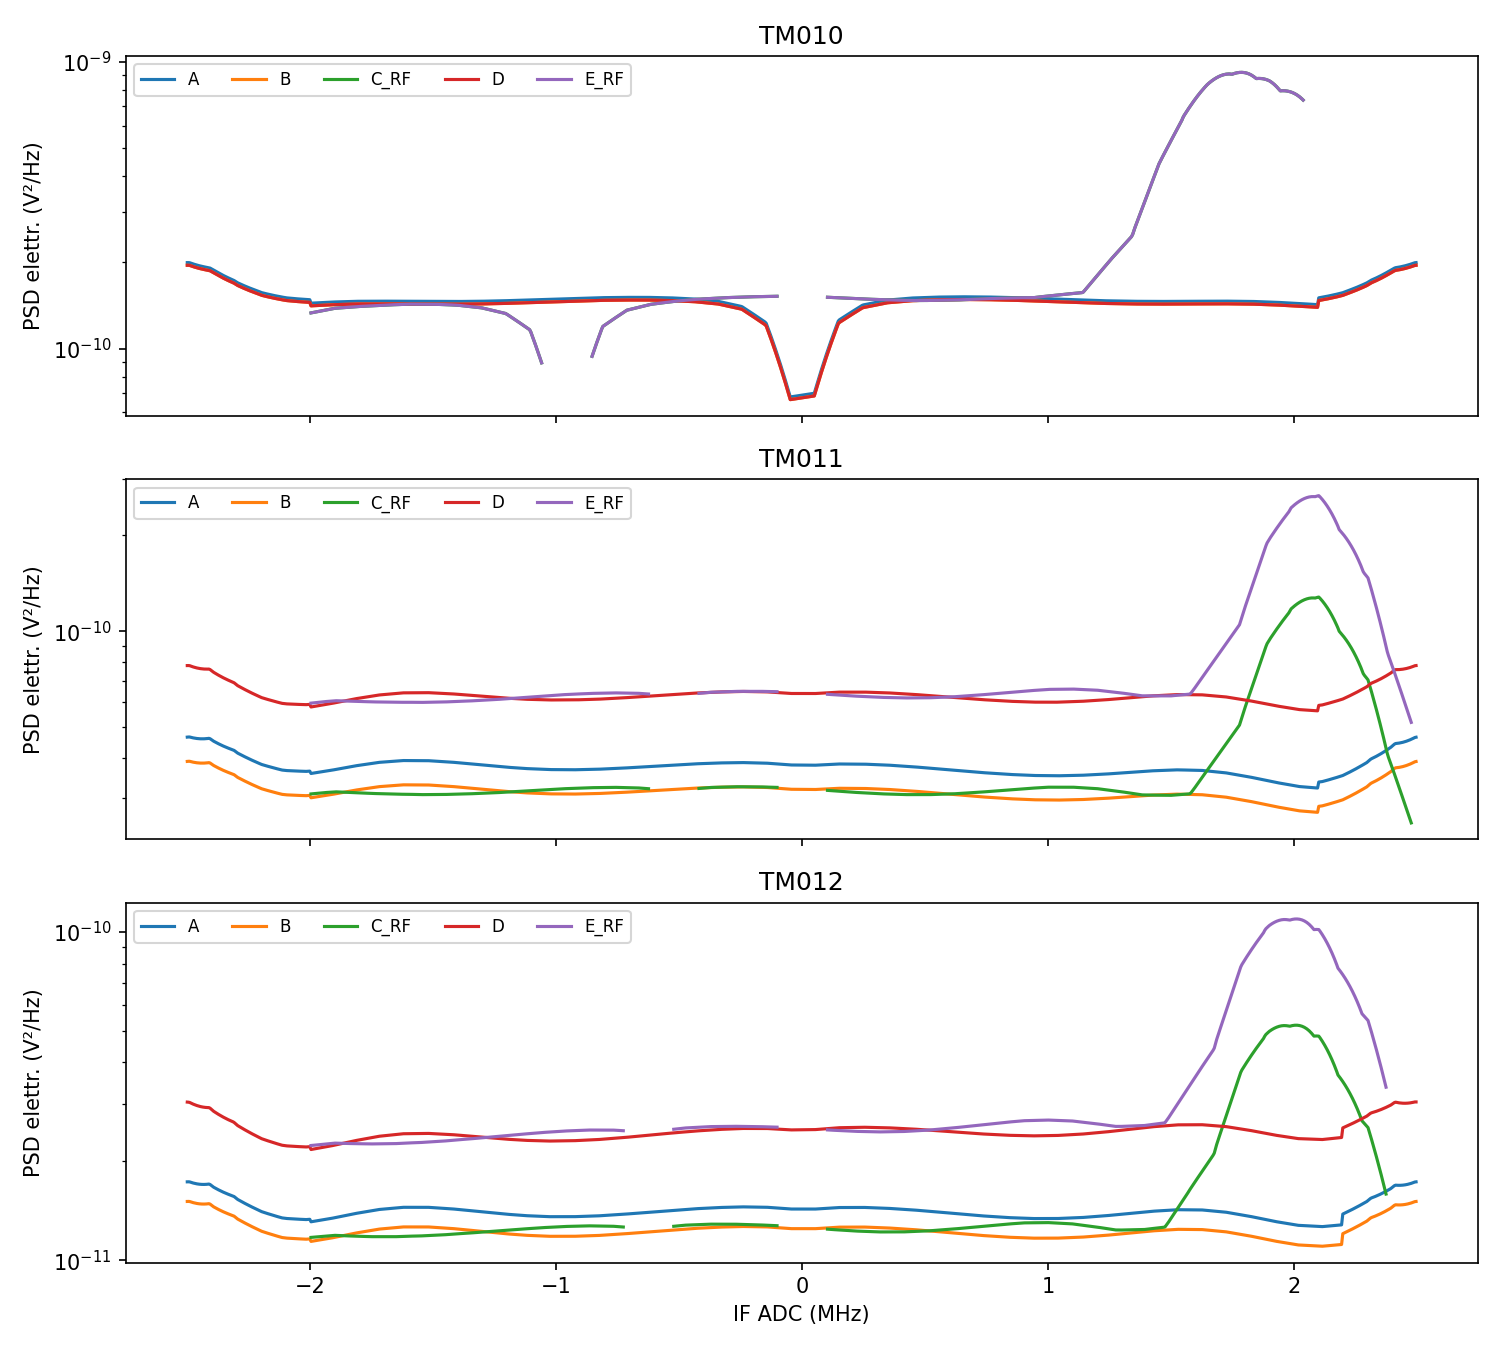 TM010
10⁻⁹
A B C_RF D E_RF
PSD elettr. (V²/Hz)
10⁻¹⁰
TM011
A B C_RF D E_RF
PSD elettr. (V²/Hz)
10⁻¹⁰
TM012
A B C_RF D E_RF
10⁻¹⁰
PSD elettr. (V²/Hz)
10⁻¹¹
−2 −1 0 1 2
IF ADC (MHz)